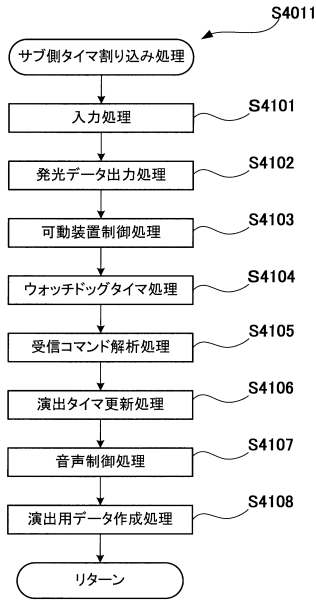 S4011
サブ側タイマ割り込み処理
入力処理 S4101
発光データ出力処理 S4102
可動装置制御処理 S4103
ウォッチドッグタイマ処理 S4104
受信コマンド解析処理 S4105
演出タイマ更新処理 S4106
音声制御処理 S4107
演出用データ作成処理 S4108
リターン